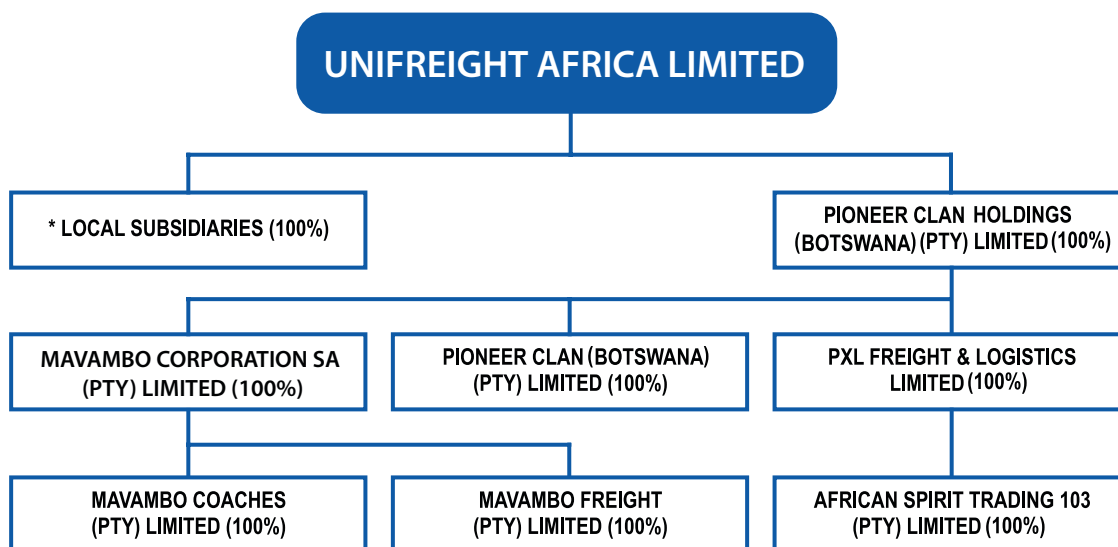 UNIFREIGHT AFRICA LIMITED
* LOCAL SUBSIDIARIES (100%)
PIONEER CLAN HOLDINGS
(BOTSWANA) (PTY) LIMITED (100%)
MAVAMBO CORPORATION SA
(PTY) LIMITED (100%)
PIONEER CLAN (BOTSWANA)
(PTY) LIMITED (100%)
PXL FREIGHT & LOGISTICS
LIMITED (100%)
MAVAMBO COACHES
(PTY) LIMITED (100%)
MAVAMBO FREIGHT
(PTY) LIMITED (100%)
AFRICAN SPIRIT TRADING 103
(PTY) LIMITED (100%)